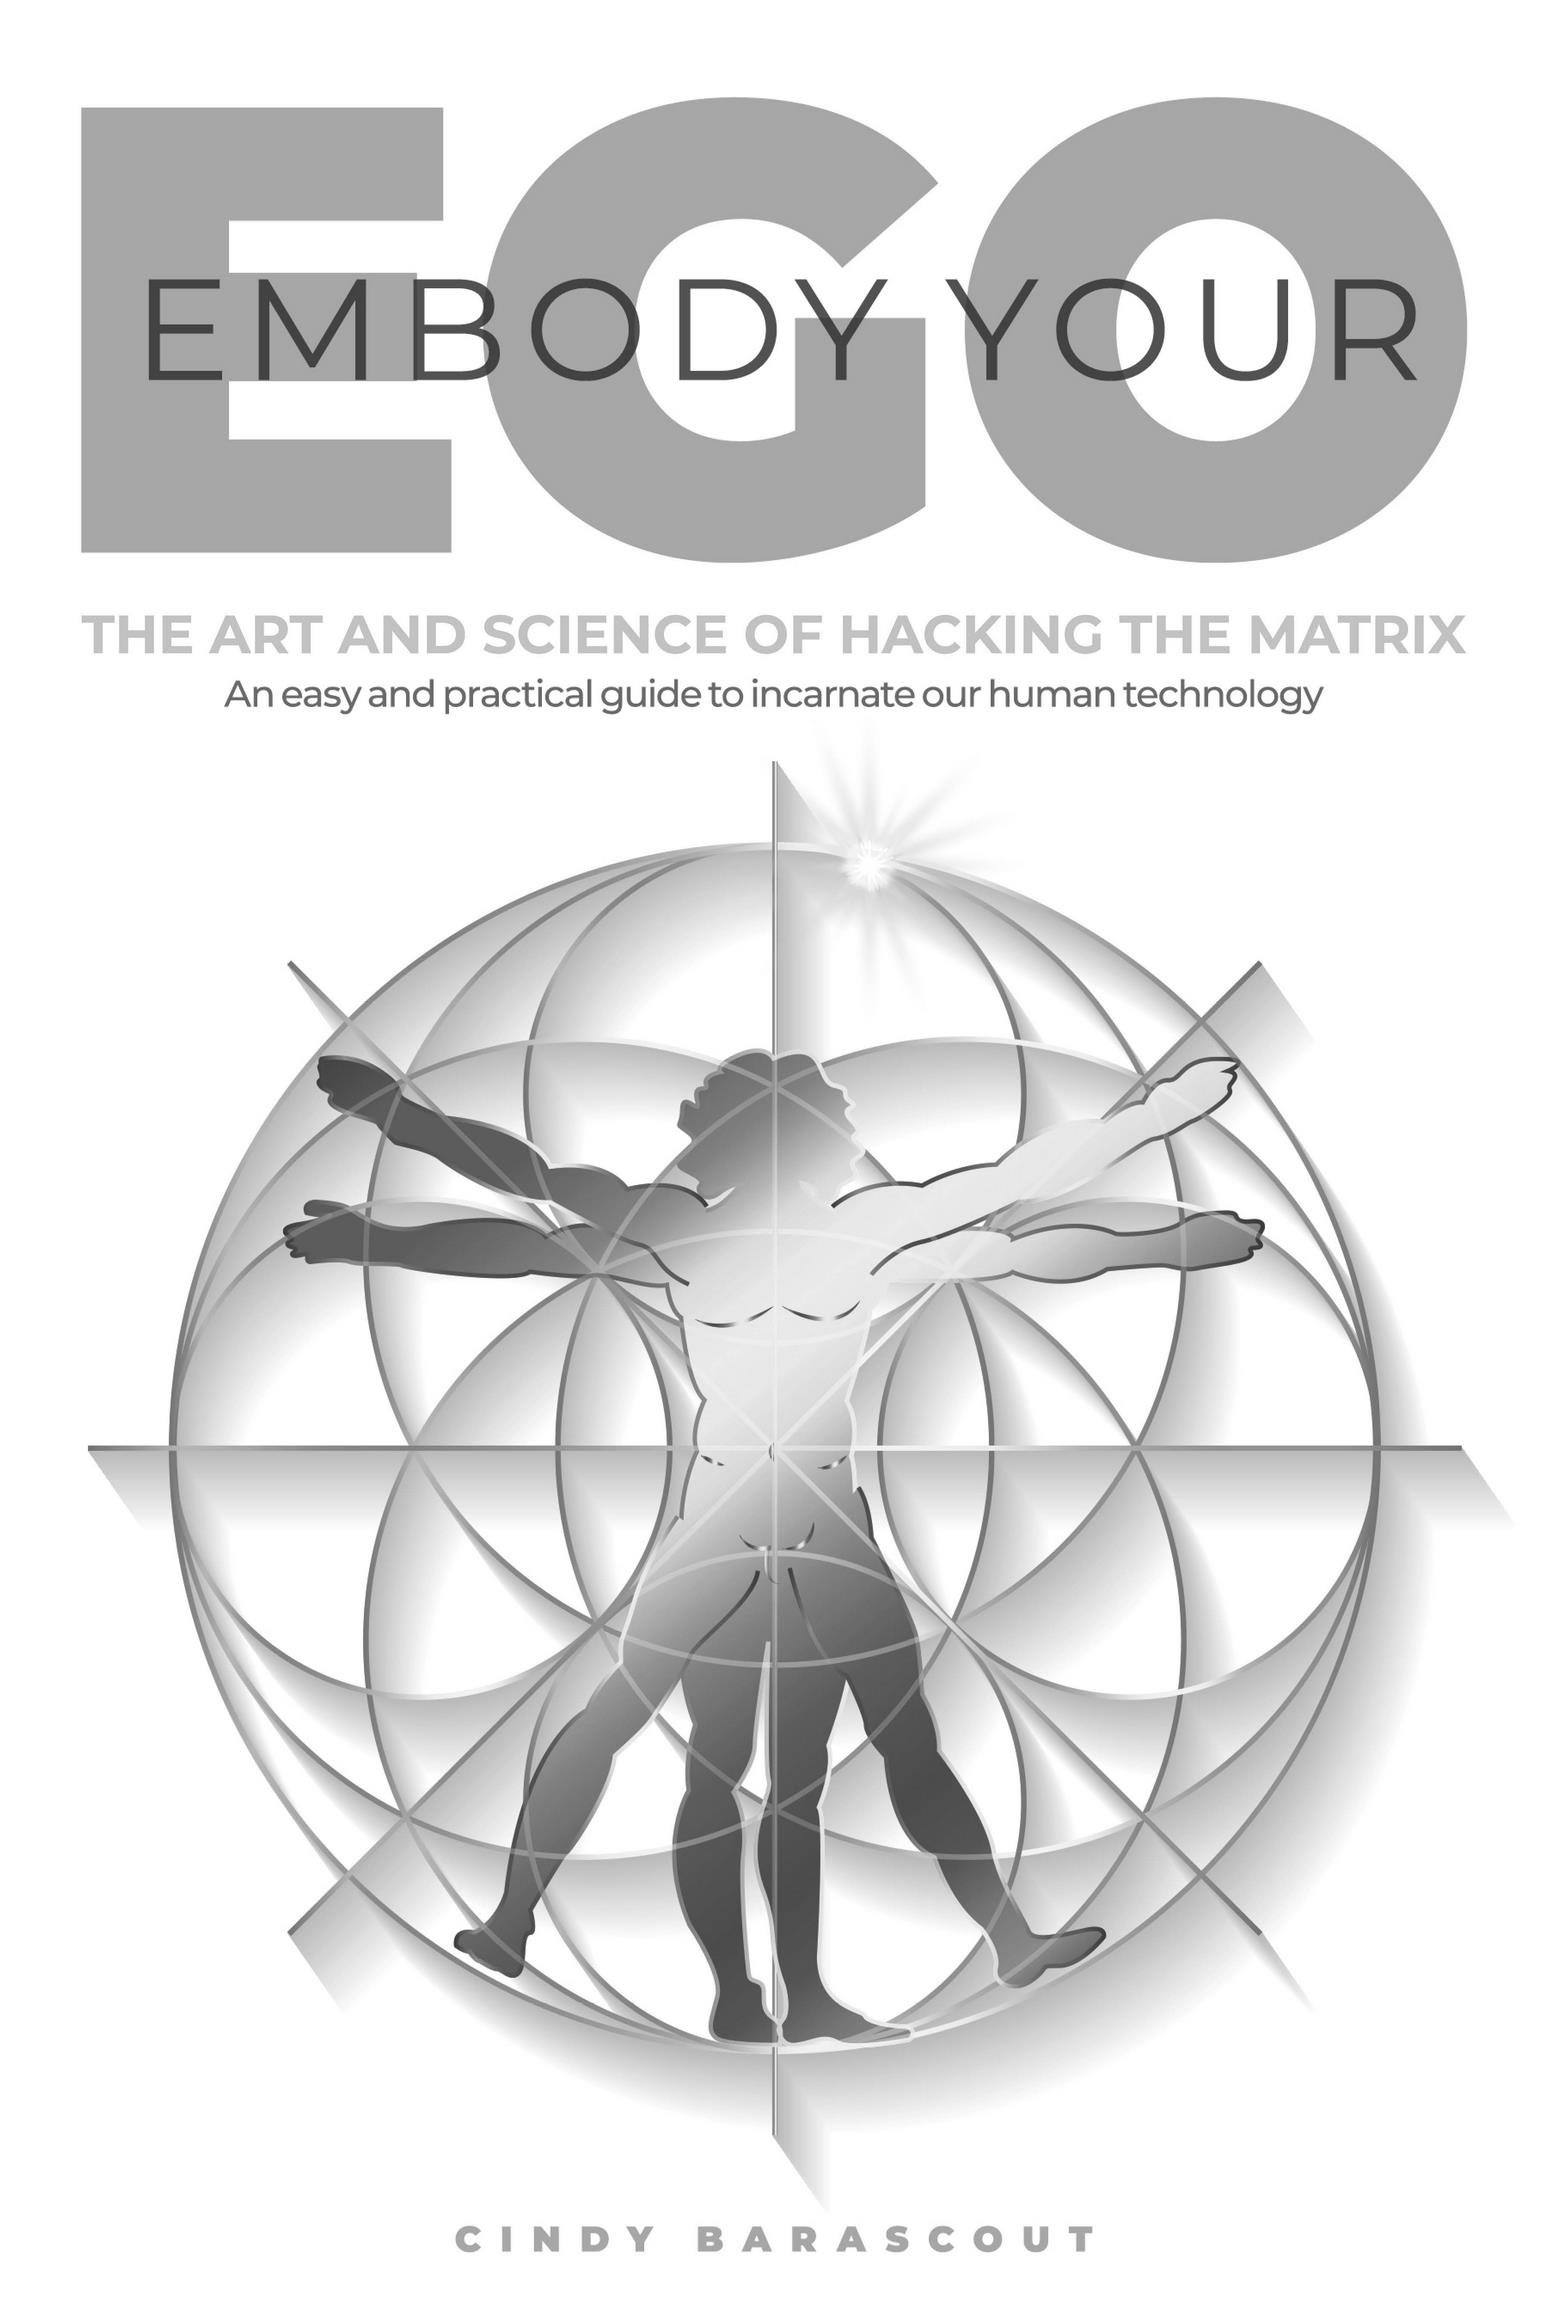 EMBODY YOUR
EGO
THE ART AND SCIENCE OF HACKING THE MATRIX
An easy and practical guide to incarnate our human technology
CINDY BARASCOUT